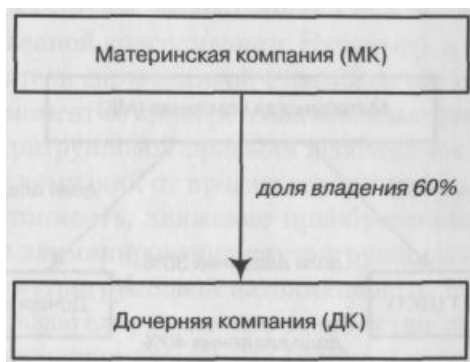 Материнская компания (МК)
доля владения 60%
Дочерняя компания (ДК)